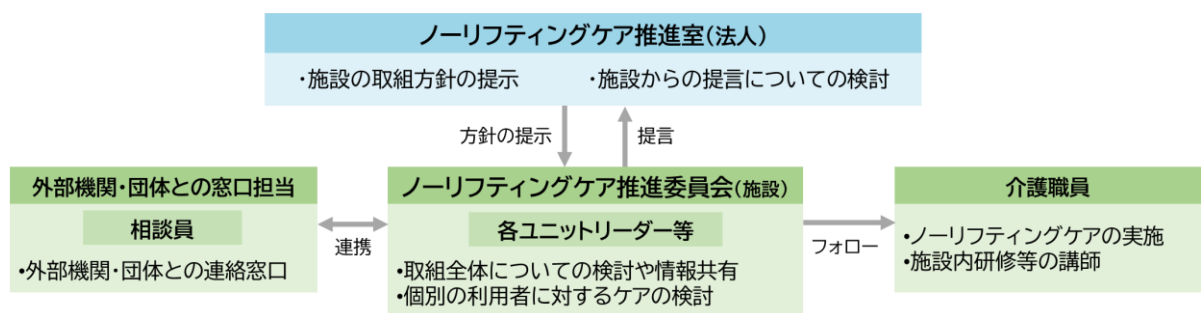 ノーリフティングケア推進室(法人)
・施設の取組方針の提示
・施設からの提言についての検討
方針の提示
提言
外部機関・団体との窓口担当
相談員
•外部機関・団体との連絡窓口
連携
ノーリフティングケア推進委員会(施設)
各ユニットリーダー等
•取組全体についての検討や情報共有
•個別の利用者に対するケアの検討
フォロー
介護職員
•ノーリフティングケアの実施
•施設内研修等の講師